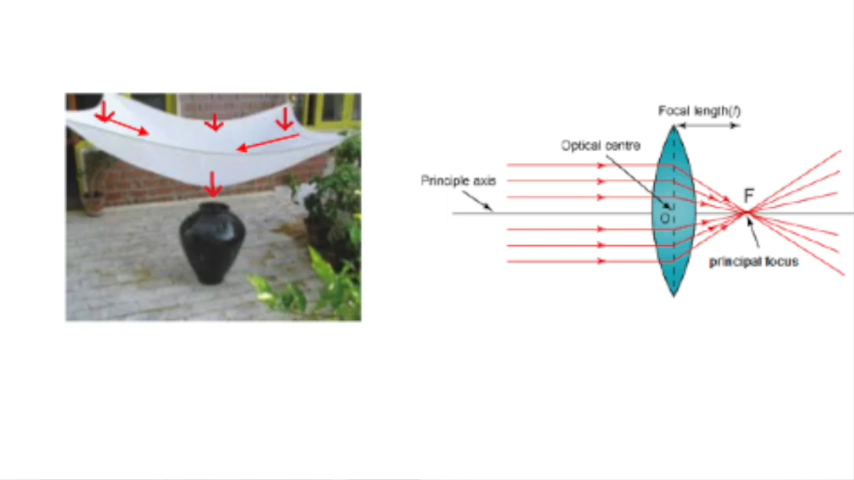 Focal length(f)
Optical centre
Principle axis
F
O
principal focus